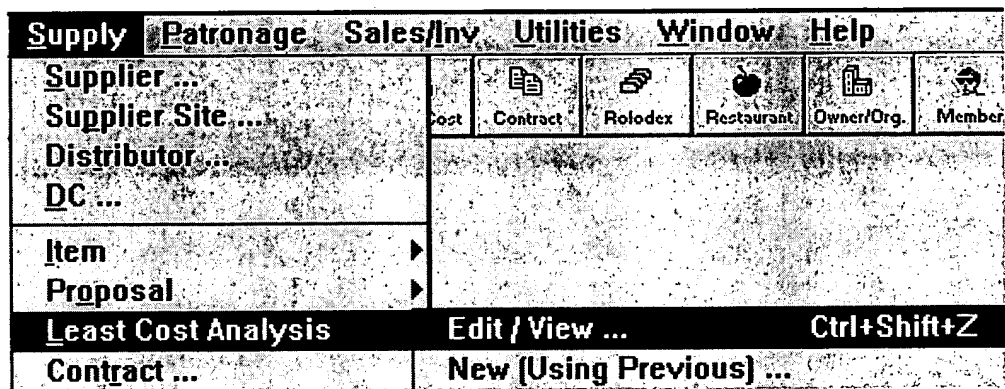 Supply Patronage Sales/Inv Utilities Window Help
Supplier ...
Supplier Site ...
Distributor ...
DC ...
Cost Contract Rolodex Restaurant Owner/Org. Member
Item
Proposal
Least Cost Analysis Edit / View ... Ctrl+Shift+Z
Contract ... New (Using Previous) ...